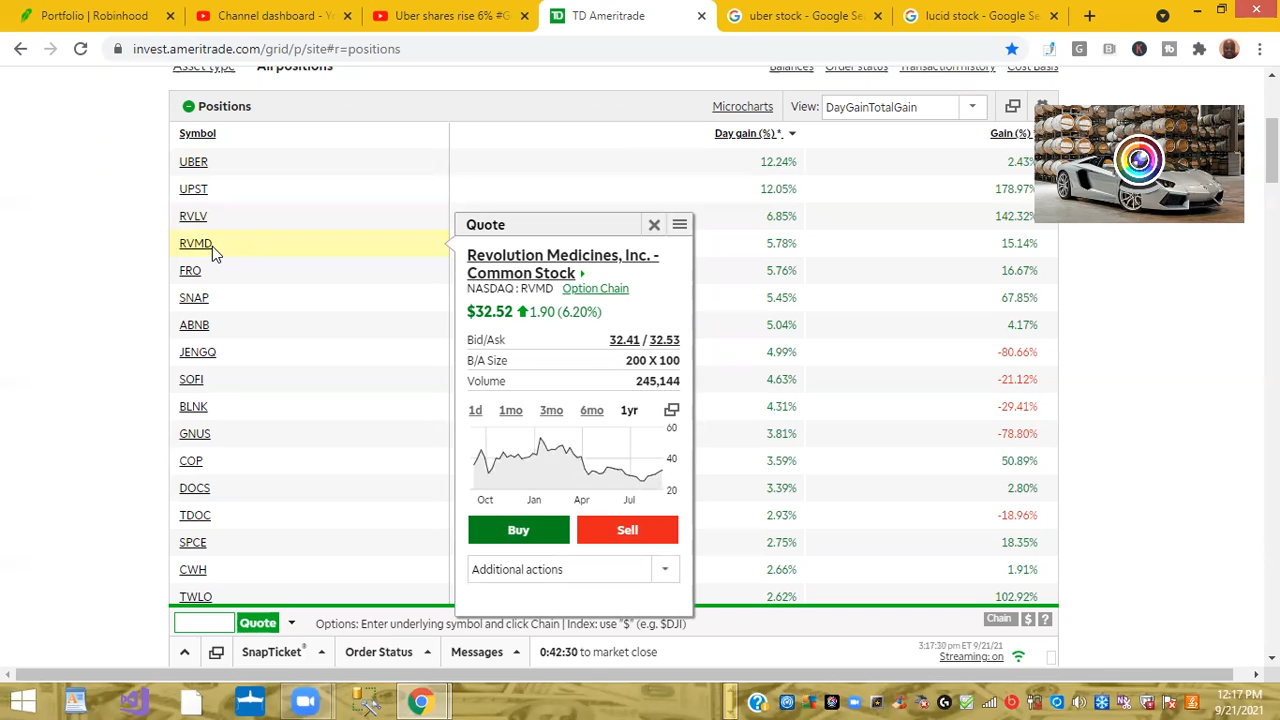 Portfolio | Robinhood
Channel dashboard - Y
Uber shares rise 6% #G
TD Ameritrade
uber stock - Google Se
lucid stock - Google Se
invest.ameritrade.com/grid/p/site#r=positions
Asset type All positions Balances Order status Transaction history Cost Basis
Positions Microcharts View: DayGainTotalGain
Symbol Day gain (%) * Gain (%)
UBER 12.24% 2.43%
UPST 12.05% 178.97%
RVLV 6.85% 142.32%
RVMD 5.78% 15.14%
FRO 5.76% 16.67%
SNAP 5.45% 67.85%
ABNB 5.04% 4.17%
JENGQ 4.99% -80.66%
SOFI 4.63% -21.12%
BLNK 4.31% -29.41%
GNUS 3.81% -78.80%
COP 3.59% 50.89%
DOCS 3.39% 2.80%
TDOC 2.93% -18.96%
SPCE 2.75% 18.35%
CWH 2.66% 1.91%
TWLO 2.62% 102.92%
Quote
Revolution Medicines, Inc. -
Common Stock
NASDAQ : RVMD Option Chain
$32.52 1.90 (6.20%)
Bid/Ask 32.41 / 32.53
B/A Size 200 X 100
Volume 245,144
1d 1mo 3mo 6mo 1yr
60
40
20
Oct Jan Apr Jul
Buy Sell
Additional actions
Quote Options: Enter underlying symbol and click Chain | Index: use "$" (e.g. $DJI) Chain $ ?
SnapTicket® Order Status Messages 0:42:30 to market close
3:17:30 pm ET 9/21/21
Streaming: on
12:17 PM
9/21/2021